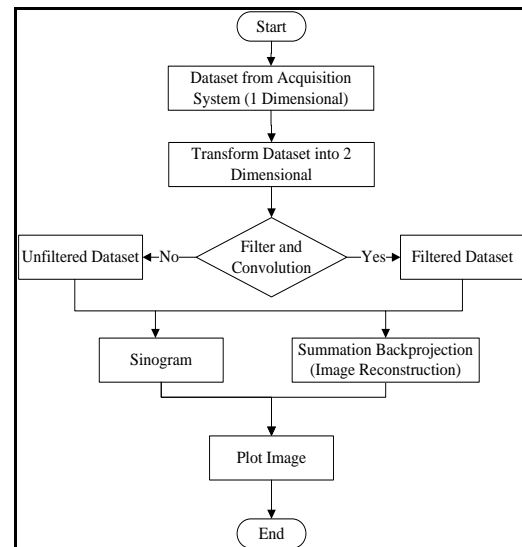 Start
Dataset from Acquisition
System (1 Dimensional)
Transform Dataset into 2
Dimensional
Filter and
Convolution
No
Yes
Unfiltered Dataset
Filtered Dataset
Sinogram
Summation Backprojection
(Image Reconstruction)
Plot Image
End